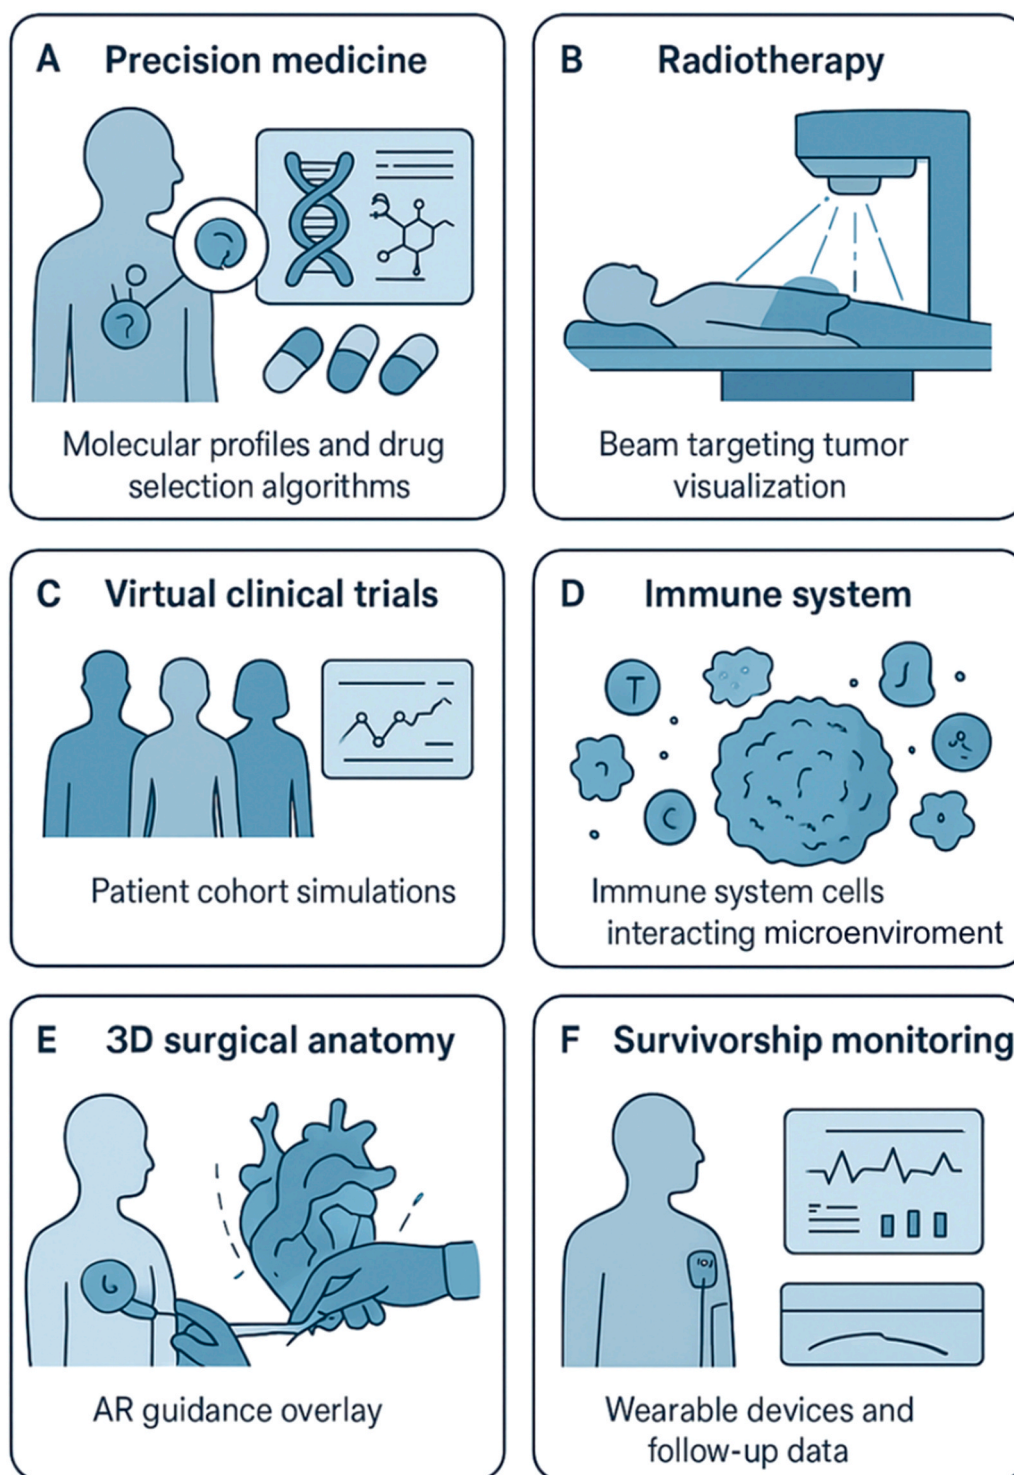 A Precision medicine
Molecular profiles and drug
selection algorithms
B Radiotherapy
Beam targeting tumor
visualization
C Virtual clinical trials
Patient cohort simulations
D Immune system
T
C
Immune system cells
interacting microenviroment
E 3D surgical anatomy
AR guidance overlay
F Survivorship monitoring
Wearable devices and
follow-up data